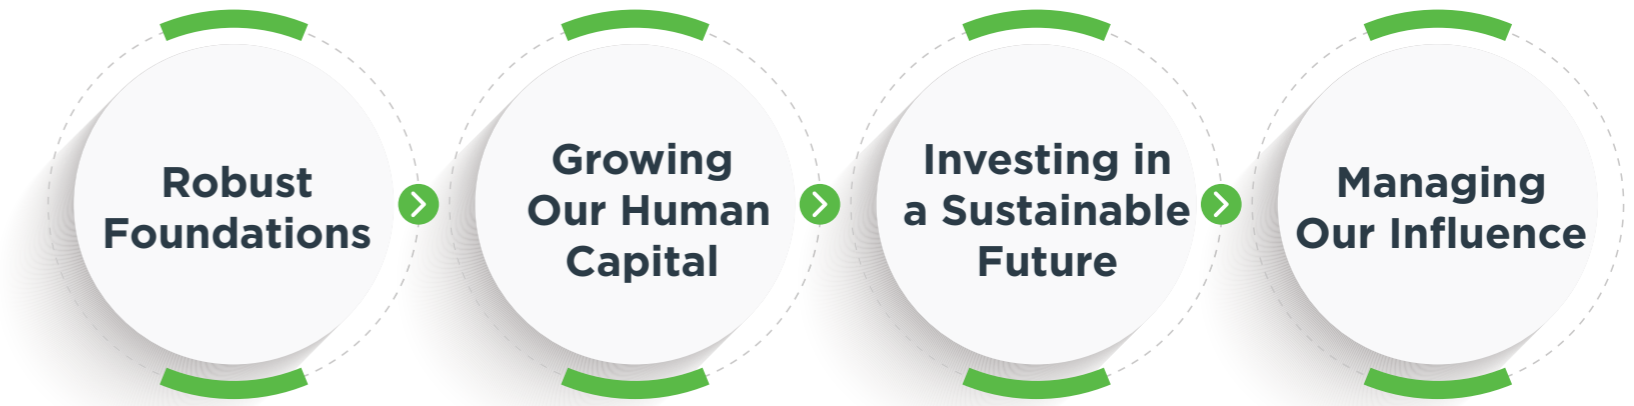 Robust
Foundations
Growing
Our Human
Capital
Investing in
a Sustainable
Future
Managing
Our Influence